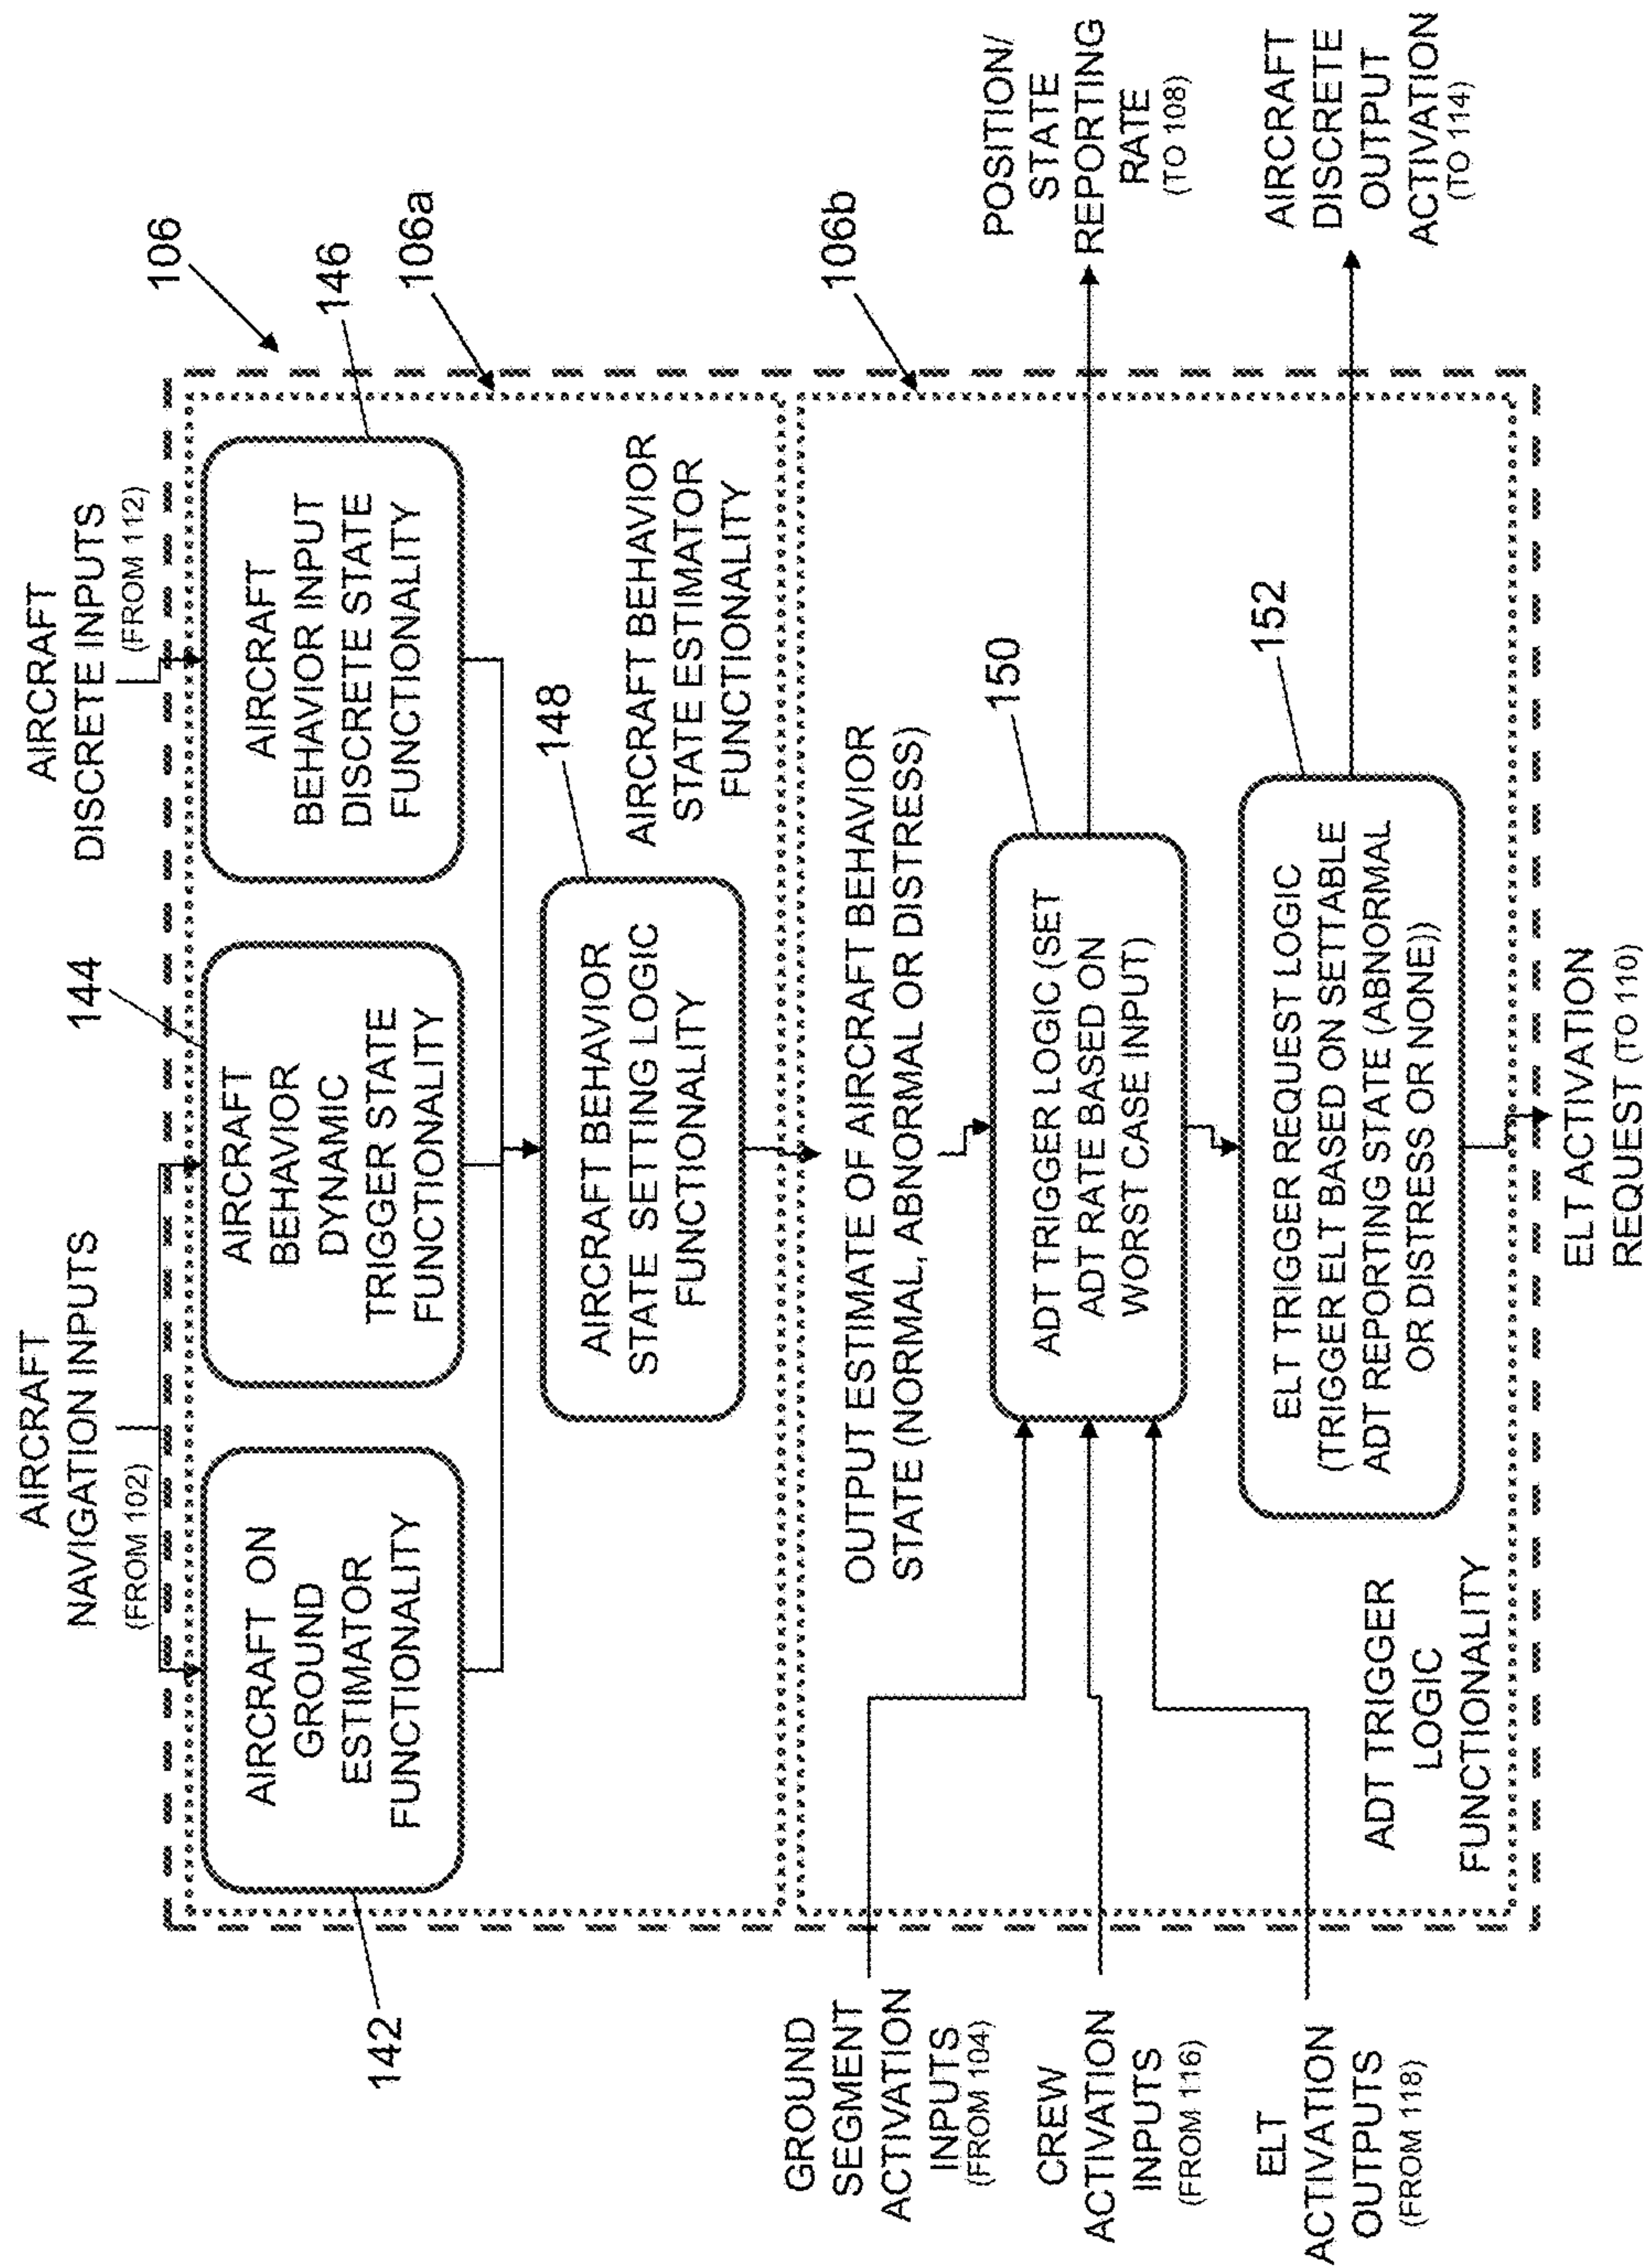 AIRCRAFT
NAVIGATION INPUTS
(FROM 102)
AIRCRAFT
DISCRETE INPUTS
(FROM 112)
106
142
144
146
106a
AIRCRAFT ON
GROUND
ESTIMATOR
FUNCTIONALITY
AIRCRAFT
BEHAVIOR
DYNAMIC
TRIGGER STATE
FUNCTIONALITY
AIRCRAFT
BEHAVIOR INPUT
DISCRETE STATE
FUNCTIONALITY
148
AIRCRAFT BEHAVIOR
STATE SETTING LOGIC
FUNCTIONALITY
AIRCRAFT BEHAVIOR
STATE ESTIMATOR
FUNCTIONALITY
106b
OUTPUT ESTIMATE OF AIRCRAFT BEHAVIOR
STATE (NORMAL, ABNORMAL OR DISTRESS)
GROUND
SEGMENT
ACTIVATION
INPUTS
(FROM 104)
CREW
ACTIVATION
INPUTS
(FROM 116)
ELT
ACTIVATION
OUTPUTS
(FROM 118)
150
ADT TRIGGER LOGIC (SET
ADT RATE BASED ON
WORST CASE INPUT)
POSITION/
STATE
REPORTING
RATE
(TO 108)
152
ELT TRIGGER REQUEST LOGIC
(TRIGGER ELT BASED ON SETTABLE
ADT REPORTING STATE (ABNORMAL
OR DISTRESS OR NONE))
AIRCRAFT
DISCRETE
OUTPUT
ACTIVATION
(TO 114)
ADT TRIGGER
LOGIC
FUNCTIONALITY
ELT ACTIVATION
REQUEST (TO 110)